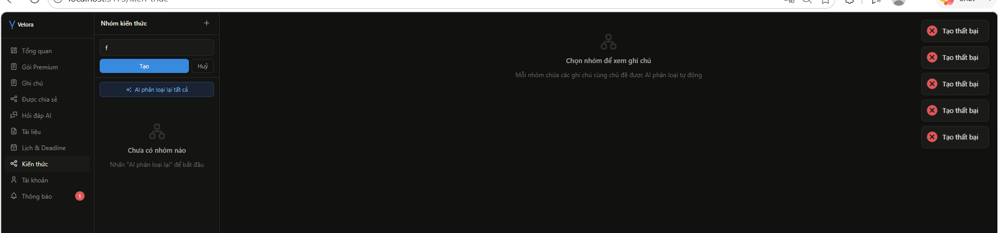 Velora
Tổng quan
Gói Premium
Ghi chú
Được chia sẻ
Hỏi đáp AI
Tài liệu
Lịch & Deadline
Kiến thức
Tài khoản
Thông báo
1
Nhóm kiến thức
f
Tạo
Huỷ
AI phân loại lại tất cả
Chưa có nhóm nào
Nhấn "AI phân loại lại" để bắt đầu
Chọn nhóm để xem ghi chú
Mỗi nhóm chứa các ghi chú cùng chủ đề được AI phân loại tự động
Tạo thất bại
Tạo thất bại
Tạo thất bại
Tạo thất bại
Tạo thất bại